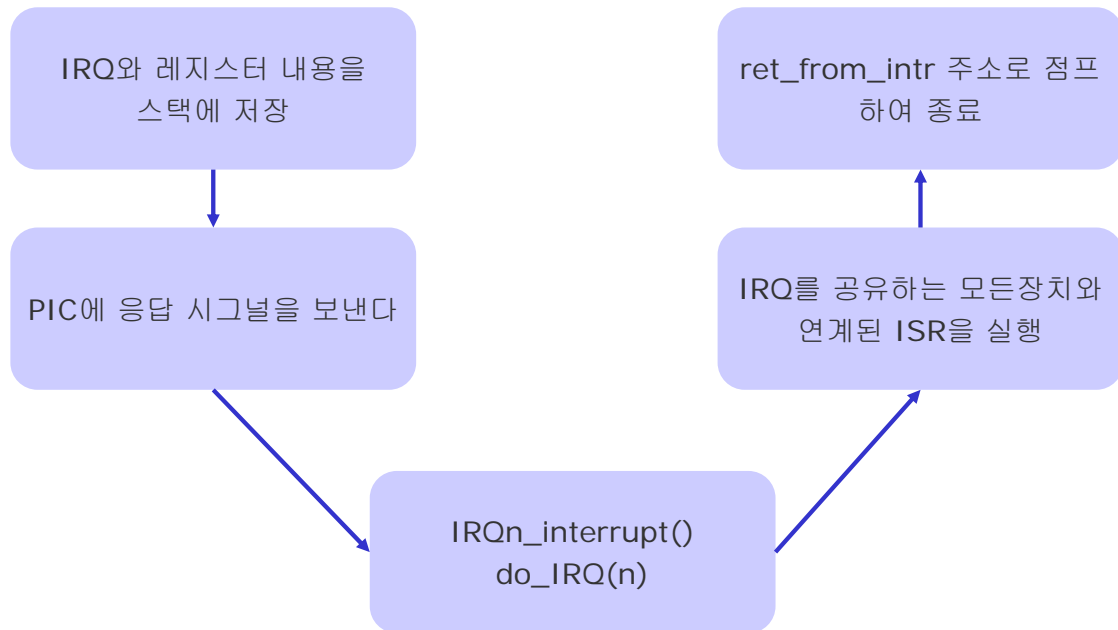 IRQ와 레지스터 내용을
스택에 저장
PIC에 응답 시그널을 보낸다
IRQn_interrupt()
do_IRQ(n)
IRQ를 공유하는 모든장치와
연계된 ISR을 실행
ret_from_intr 주소로 점프
하여 종료